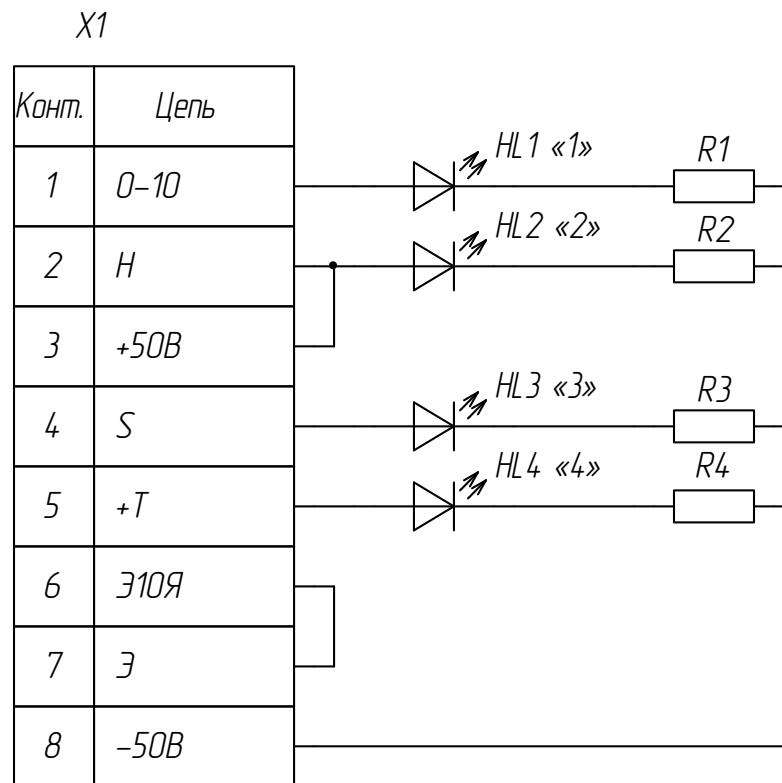 X1
Конт. Цепь
HL1 «1» R1
1 0-10
HL2 «2» R2
2 Н
3 +50В
HL3 «3» R3
4 S
HL4 «4» R4
5 +Т
6 Э10Я
7 Э
8 -50В